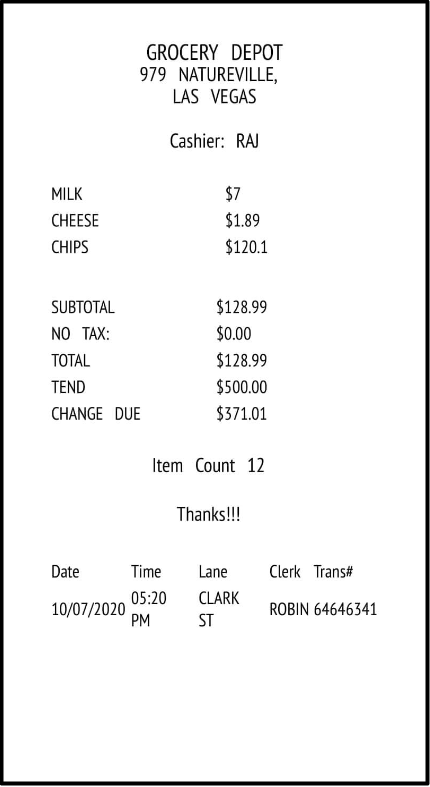 GROCERY DEPOT
979 NATUREVILLE,
LAS VEGAS
Cashier: RAJ
MILK $7
CHEESE $1.89
CHIPS $120.1
SUBTOTAL $128.99
NO TAX: $0.00
TOTAL $128.99
TEND $500.00
CHANGE DUE $371.01
Item Count 12
Thanks!!!
Date Time Lane Clerk Trans#
10/07/2020 05:20 PM CLARK ST ROBIN 64646341